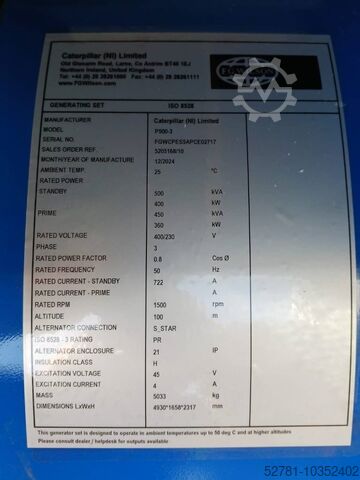 Caterpillar (NI) Limited
Old Glenarm Road, Larne, Co Antrim BT40 1EJ
Northern Ireland, United Kingdom
Tel: +44 (0) 28 28261000 Fax: +44 (0) 28 28261111
www.FGWilson.com
FGWILSON
GENERATING SET ISO 8528
MANUFACTURER Caterpillar (NI) Limited
MODEL P500-3
SERIAL NO. FGWCPESSAPCE02717
SALES ORDER REF. 5203168/10
MONTH/YEAR OF MANUFACTURE 12/2024
AMBIENT TEMP. 25 °C
RATED POWER
STANDBY 500 kVA
400 kW
PRIME 450 kVA
360 kW
RATED VOLTAGE 400/230 V
PHASE 3
RATED POWER FACTOR 0.8 Cos Ø
RATED FREQUENCY 50 Hz
RATED CURRENT - STANDBY 722 A
RATED CURRENT - PRIME A
RATED RPM 1500 rpm
ALTITUDE 100 m
ALTERNATOR CONNECTION S_STAR
ISO 8528 - 3 RATING PR
ALTERNATOR ENCLOSURE 21 IP
INSULATION CLASS H
EXCITATION VOLTAGE 45 V
EXCITATION CURRENT 4 A
MASS 5033 kg
DIMENSIONS LxWxH 4930*1658*2317 mm
This generating set is designed to operate in ambient temperatures up to 50 deg C and at higher altitudes
Please consult dealer / helpdesk for outputs available
52781-10352402